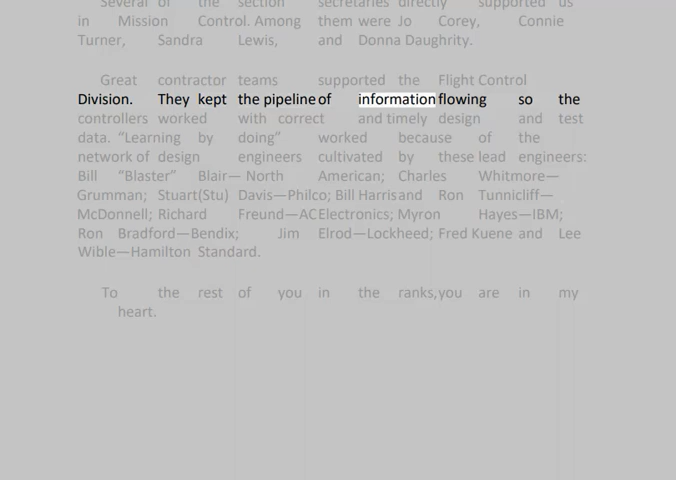 Several of the section secretaries directly supported us
in Mission Control. Among them were Jo Corey, Connie
Turner, Sandra Lewis, and Donna Daughrity.
Great contractor teams supported the Flight Control
Division. They kept the pipeline of information flowing so the
controllers worked with correct and timely design and test
data. “Learning by doing” worked because of the
network of design engineers cultivated by these lead engineers:
Bill “Blaster” Blair— North American; Charles Whitmore—
Grumman; Stuart(Stu) Davis—Philco; Bill Harris and Ron Tunnicliff—
McDonnell; Richard Freund—AC Electronics; Myron Hayes—IBM;
Ron Bradford—Bendix; Jim Elrod—Lockheed; Fred Kuene and Lee
Wible—Hamilton Standard.
To the rest of you in the ranks, you are in my
heart.